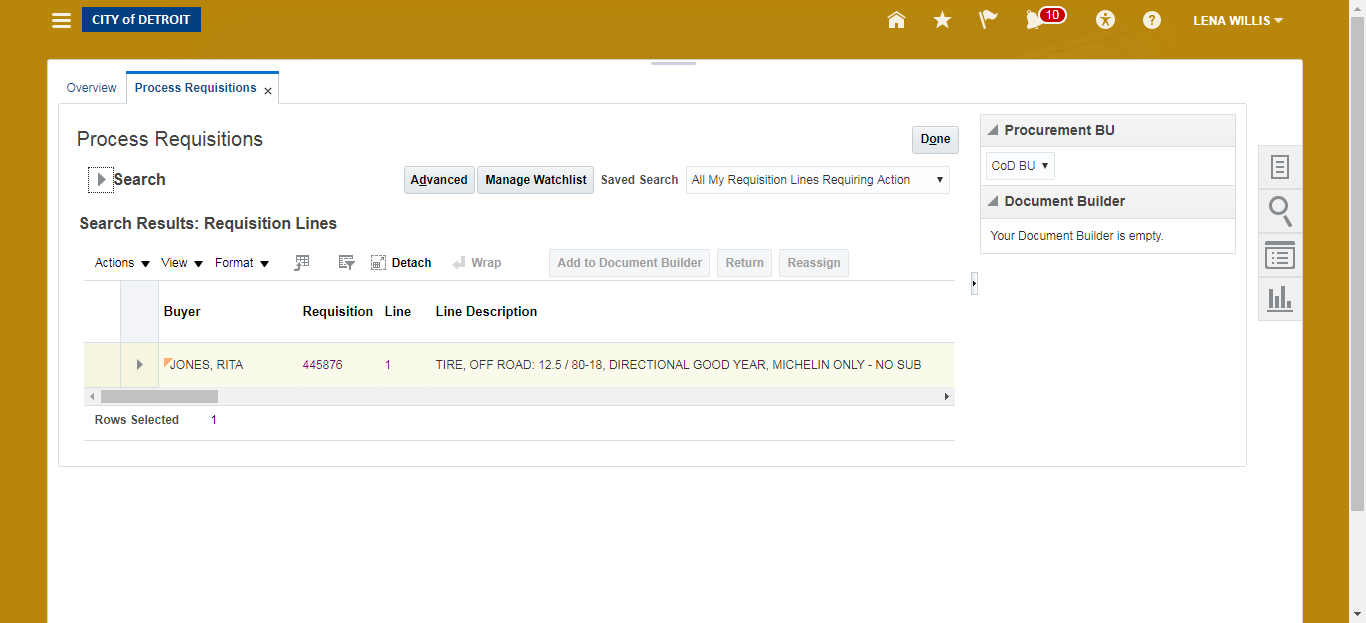 CITY of DETROIT
10
LENA WILLIS
Overview
Process Requisitions
Process Requisitions
Done
Search
Advanced
Manage Watchlist
Saved Search
All My Requisition Lines Requiring Action
Search Results: Requisition Lines
Actions
View
Format
Detach
Wrap
Add to Document Builder
Return
Reassign
Buyer
Requisition
Line
Line Description
JONES, RITA
445876
1
TIRE, OFF ROAD: 12.5 / 80-18, DIRECTIONAL GOOD YEAR, MICHELIN ONLY - NO SUB
Rows Selected
1
Procurement BU
CoD BU
Document Builder
Your Document Builder is empty.